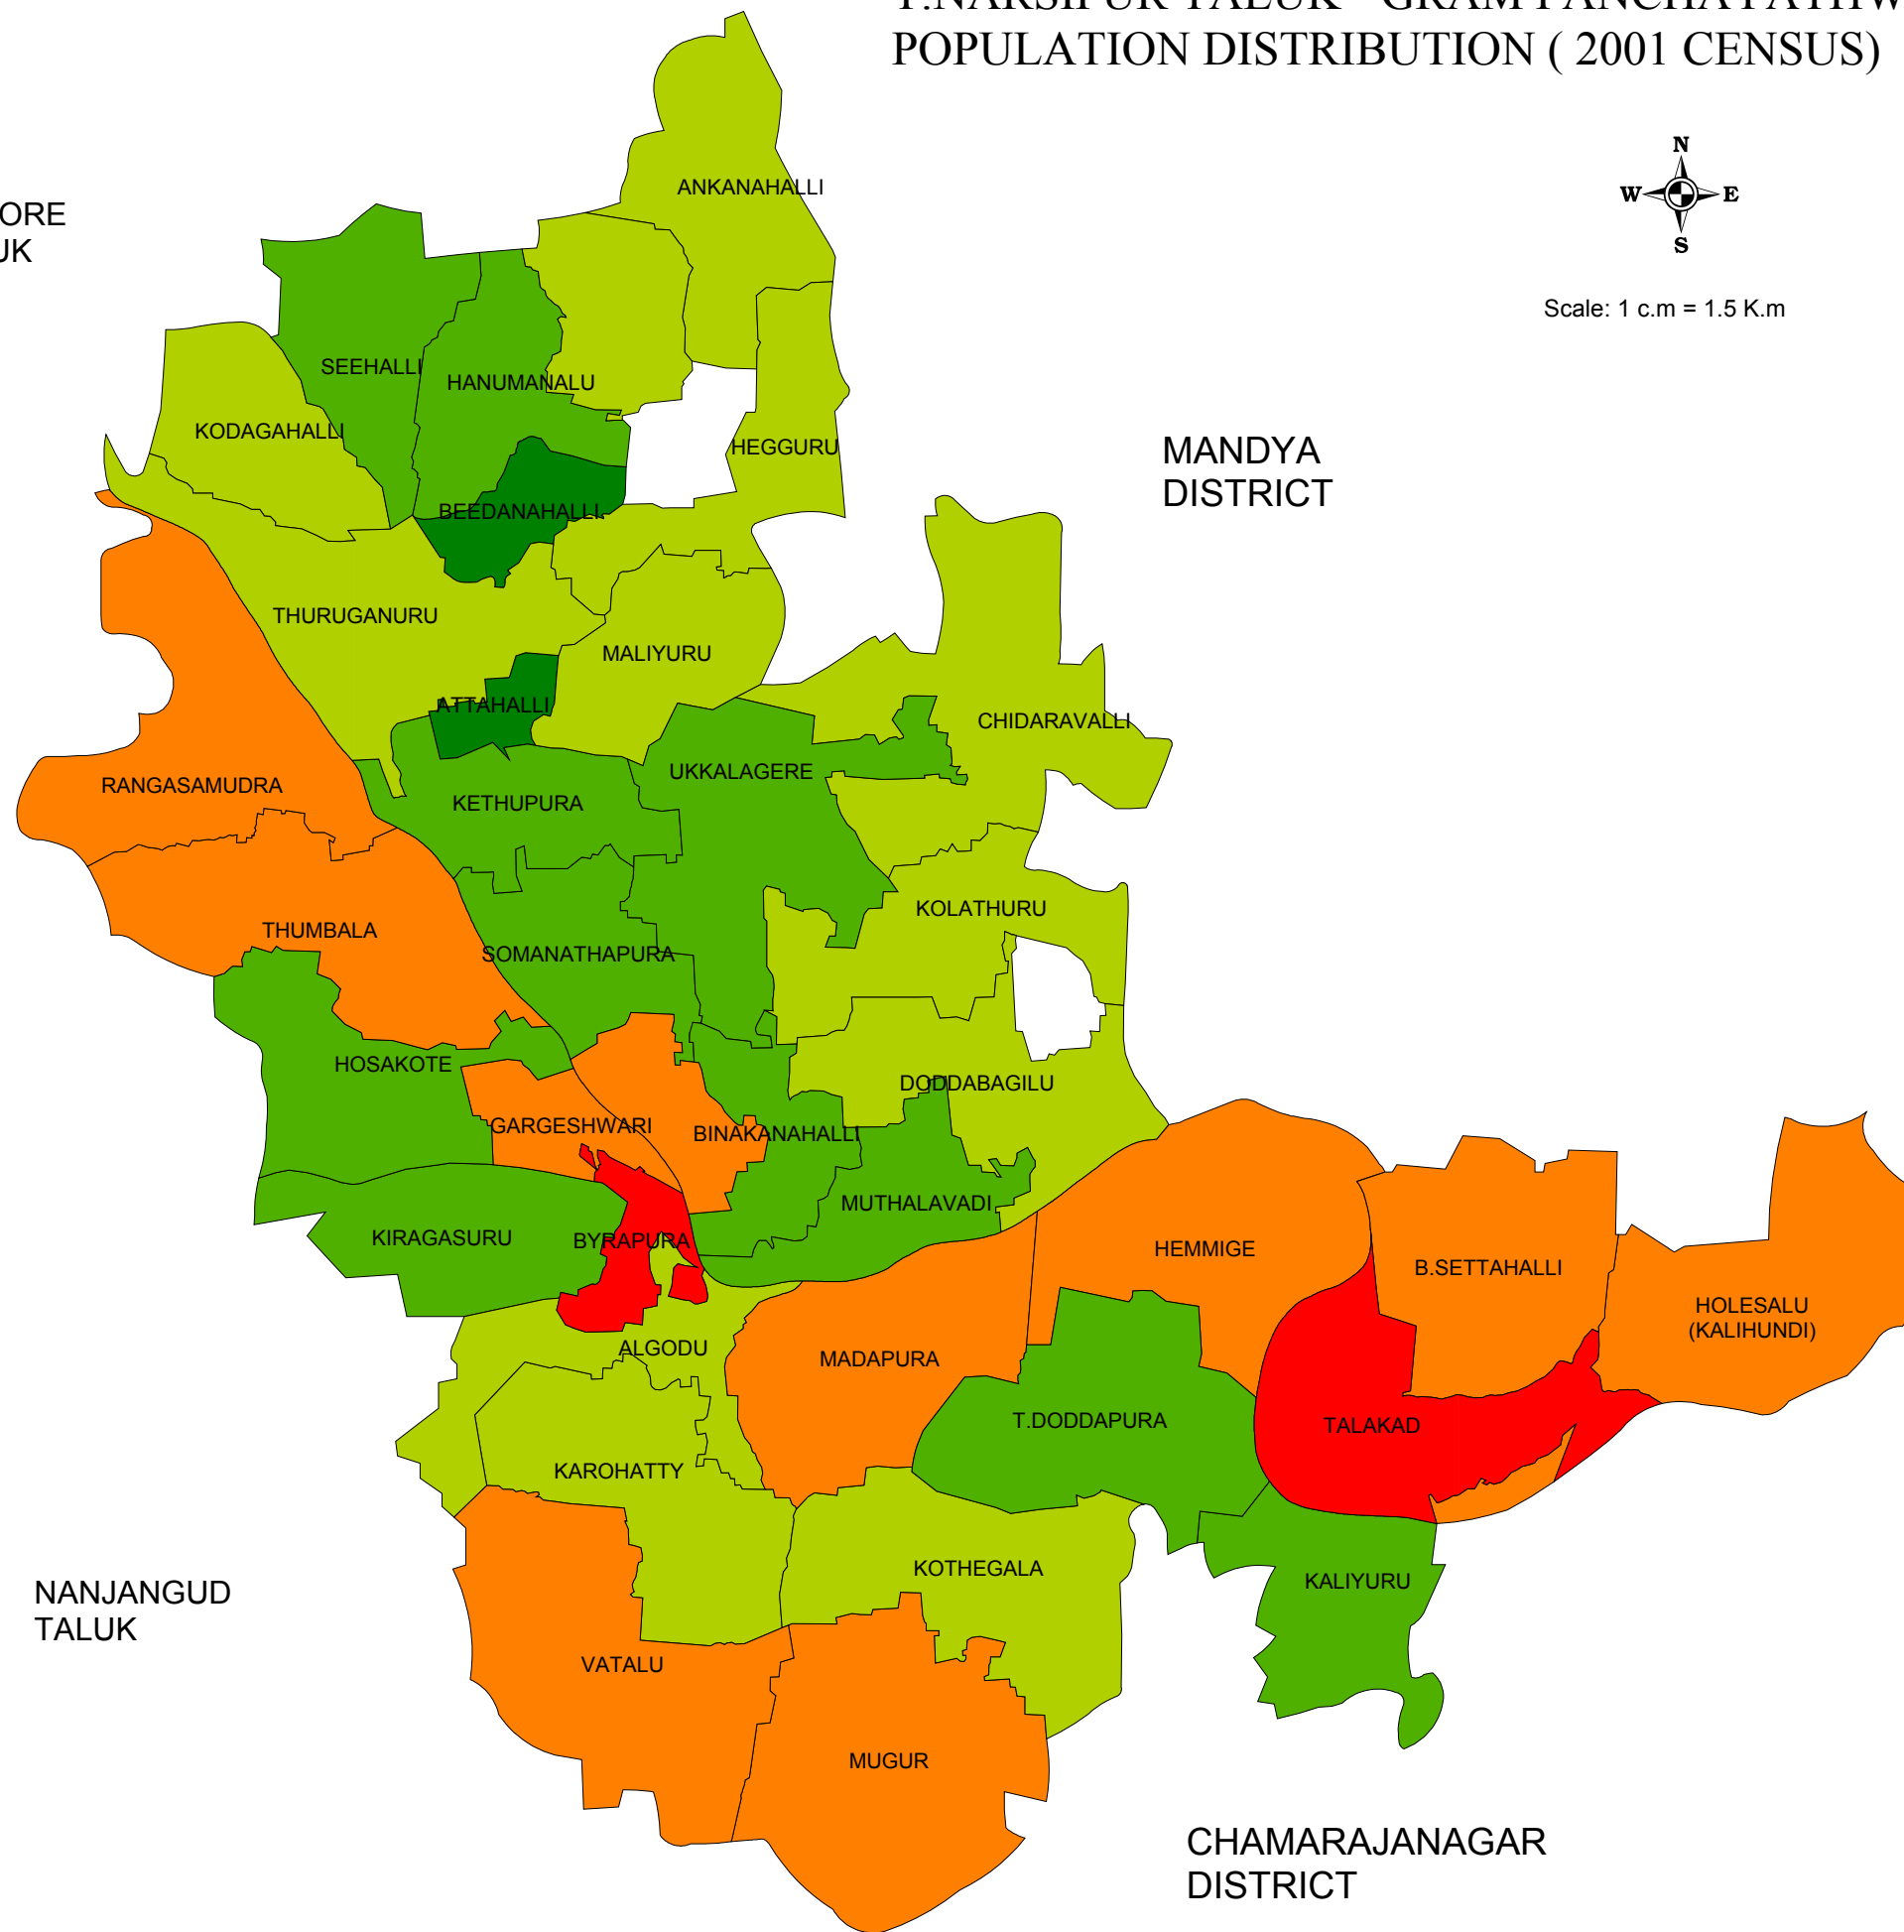 POPULATION DISTRIBUTION ( 2001 CENSUS)
N
W E
S
Scale: 1 c.m = 1.5 K.m
ANKANAHALLI
SEEHALLI
HANUMANALU
KODAGAHALLI
HEGGURU
MANDYA
DISTRICT
BEEDANAHALLI
THURUGANURU
MALIYURU
ATTAHALLI
CHIDARAVALLI
UKKALAGERE
RANGASAMUDRA
KETHUPURA
KOLATHURU
THUMBALA
SOMANATHAPURA
HOSAKOTE
DODDABAGILU
GARGESHWARI
BINAKANAHALLI
MUTHALAVADI
KIRAGASURU
BYRAPURA
HEMMIGE
B.SETTAHALLI
HOLESALU
(KALIHUNDI)
ALGODU
MADAPURA
T.DODDAPURA
TALAKAD
KAROHATTY
KOTHEGALA
KALIYURU
NANJANGUD
TALUK
VATALU
MUGUR
CHAMARAJANAGAR
DISTRICT